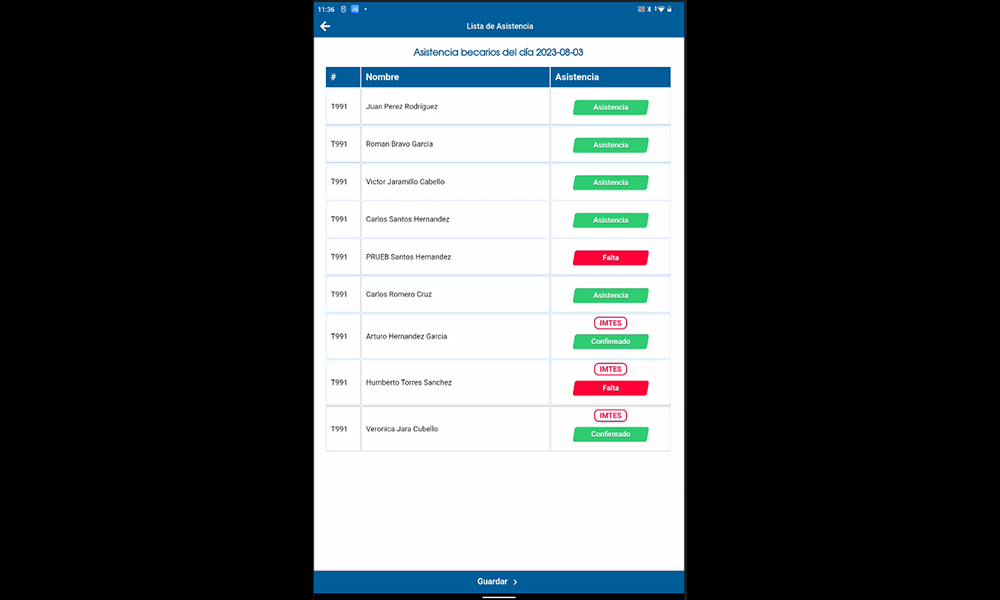 11:36
Lista de Asistencia
Asistencia becarios del día 2023-08-03
# Nombre Asistencia
T991 Juan Perez Rodríguez Asistencia
T991 Roman Bravo Garcia Asistencia
T991 Victor Jaramillo Cabello Asistencia
T991 Carlos Santos Hernandez Asistencia
T991 PRUEB Santos Hernandez Falta
T991 Carlos Romero Cruz Asistencia
IMTES
T991 Arturo Hernandez Garcia Confirmado
IMTES
T991 Humberto Torres Sanchez Falta
IMTES
T991 Veronica Jara Cubello Confirmado
Guardar